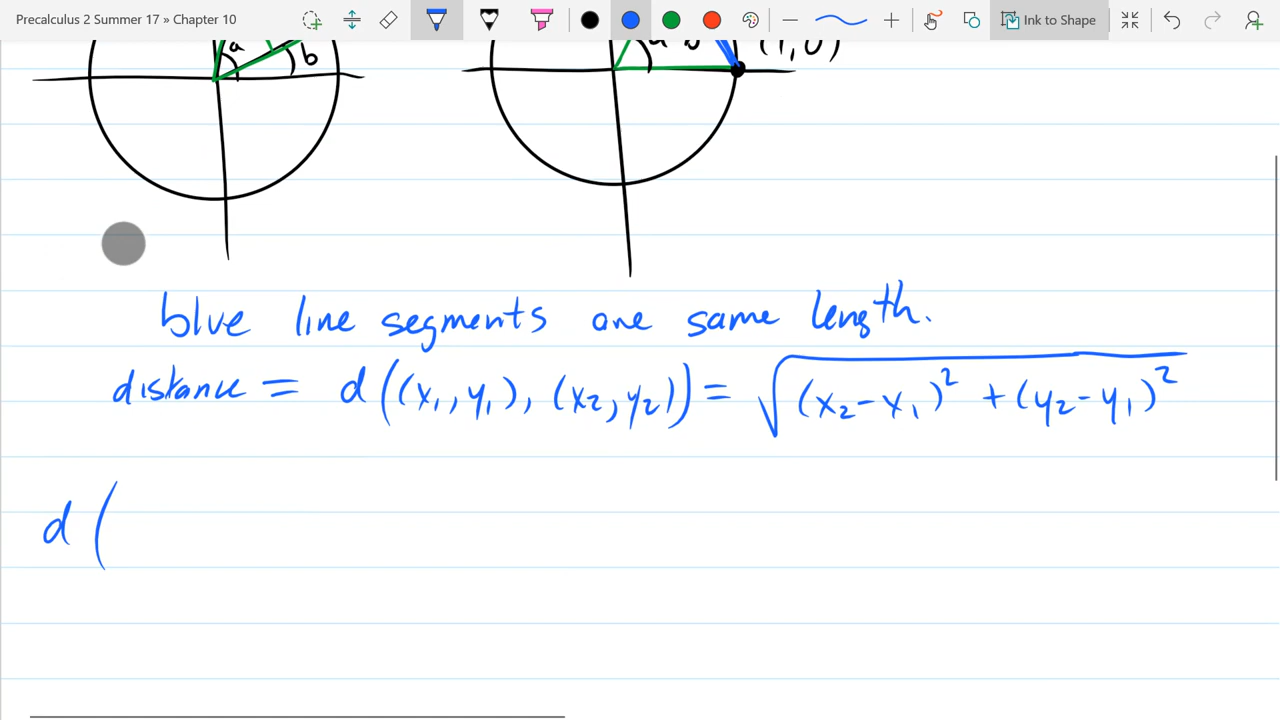 Precalculus 2 Summer 17 » Chapter 10
Ink to Shape
a
b
(1,0)
blue line segments are same length.
distance = d((x₁,y₁), (x₂,y₂)) = √((x₂-x₁)² + (y₂-y₁)²)
d (